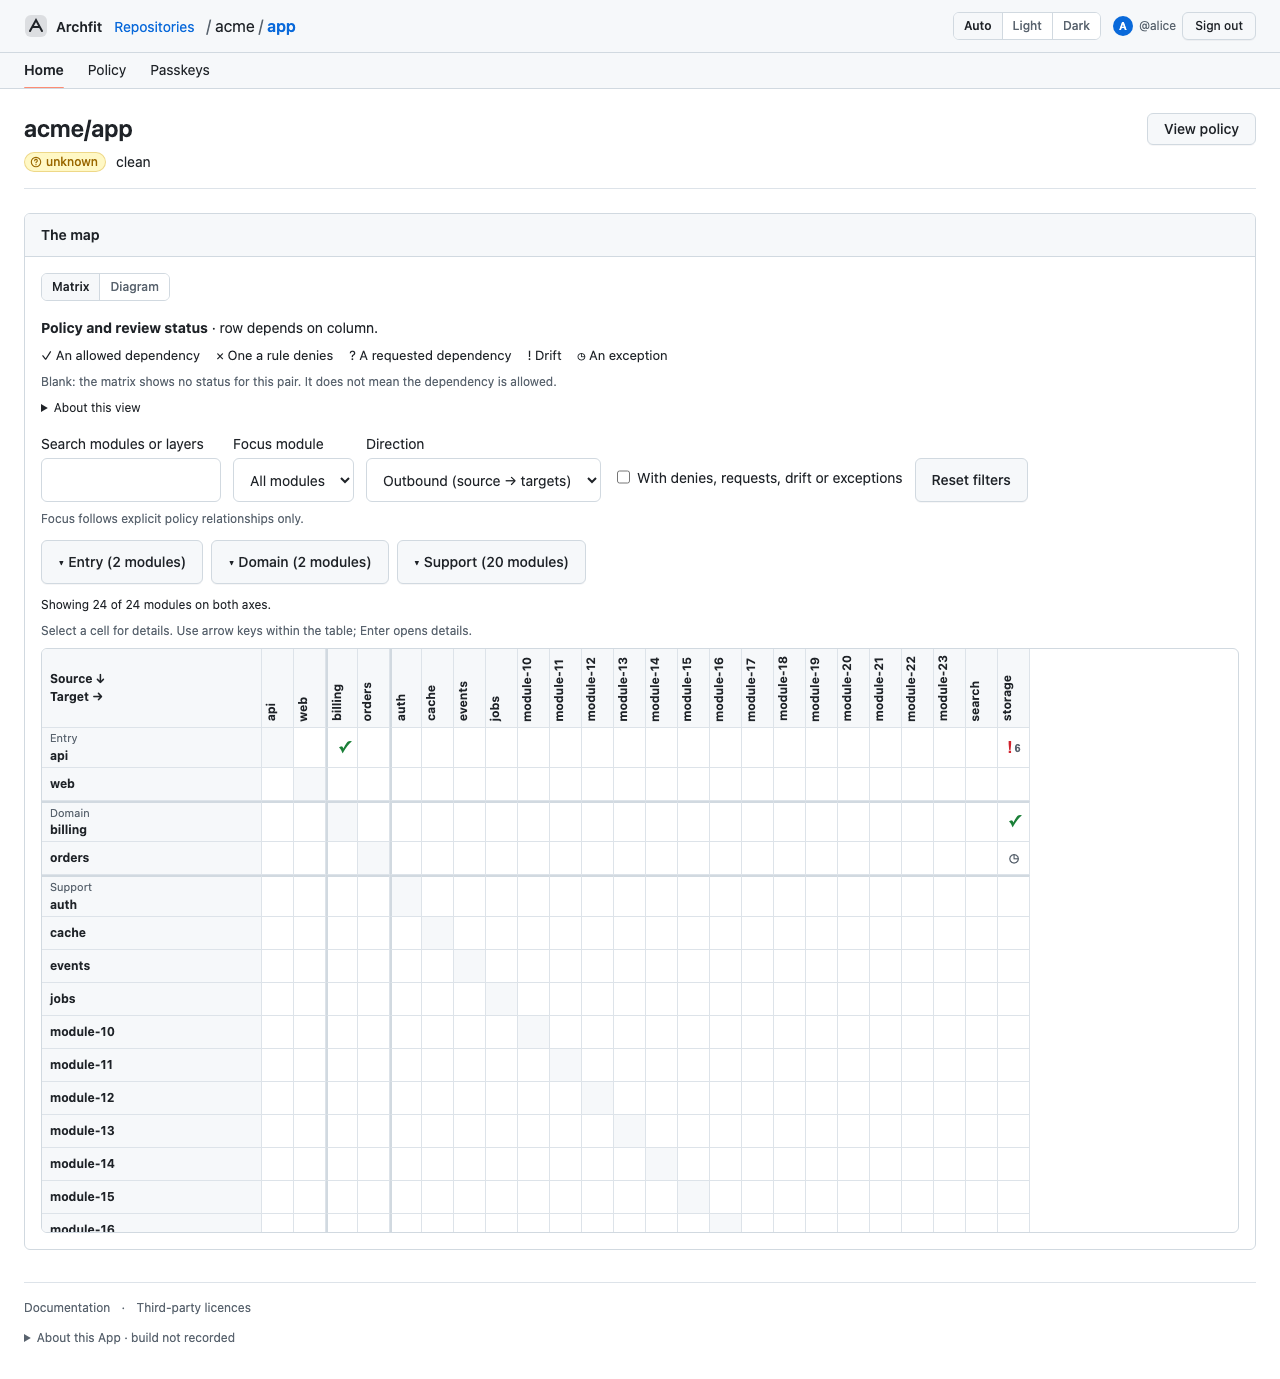 Archfit Repositories / acme / app Auto Light Dark A @alice Sign out
Home Policy Passkeys
acme/app View policy
unknown clean
The map
Matrix Diagram
Policy and review status · row depends on column.
✓ An allowed dependency × One a rule denies ? A requested dependency ! Drift ◷ An exception
Blank: the matrix shows no status for this pair. It does not mean the dependency is allowed.
▶ About this view
Search modules or layers Focus module Direction
All modules Outbound (source → targets) With denies, requests, drift or exceptions Reset filters
Focus follows explicit policy relationships only.
▾ Entry (2 modules) ▾ Domain (2 modules) ▾ Support (20 modules)
Showing 24 of 24 modules on both axes.
Select a cell for details. Use arrow keys within the table; Enter opens details.
Source ↓
Target →
api
web
billing
orders
auth
cache
events
jobs
module-10
module-11
module-12
module-13
module-14
module-15
module-16
module-17
module-18
module-19
module-20
module-21
module-22
module-23
search
storage
Entry
api ✓ ! 6
web
Domain
billing ✓
orders ◷
Support
auth
cache
events
jobs
module-10
module-11
module-12
module-13
module-14
module-15
module-16
Documentation · Third-party licences
▶ About this App · build not recorded